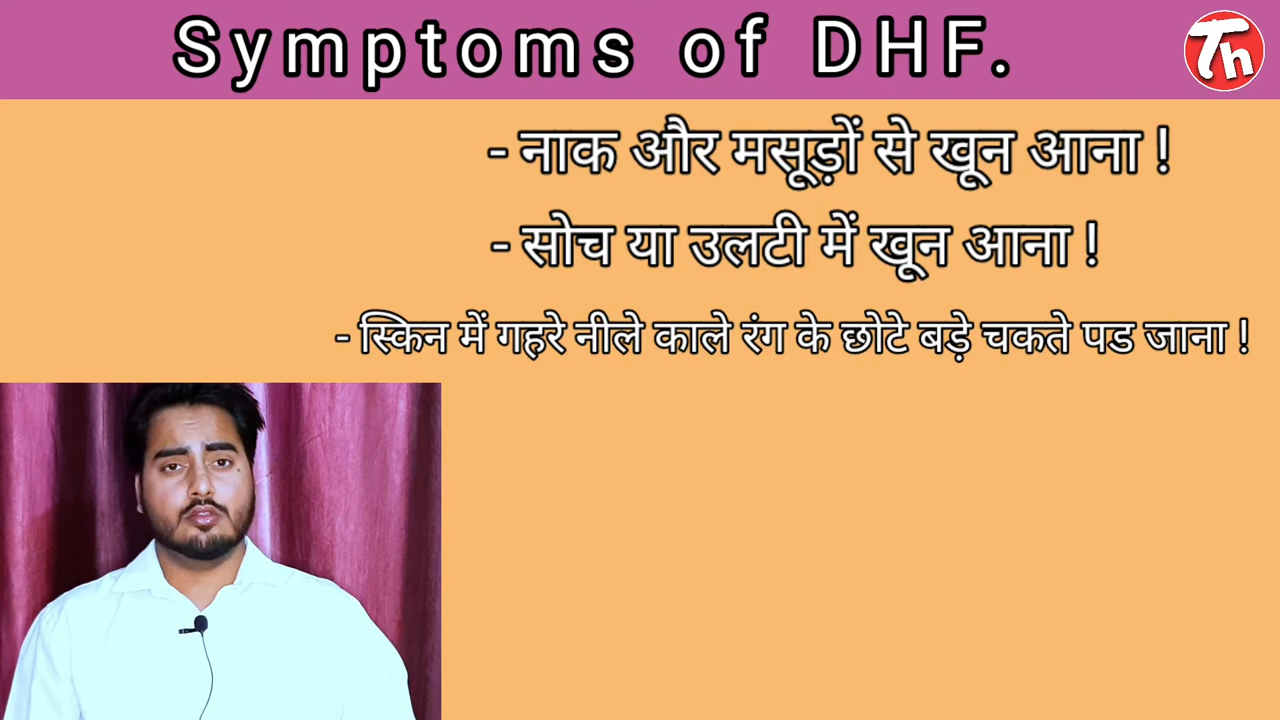 Symptoms of DHF.
Th
- नाक और मसूड़ों से खून आना !
- सोच या उलटी में खून आना !
- स्किन में गहरे नीले काले रंग के छोटे बड़े चकते पड जाना !